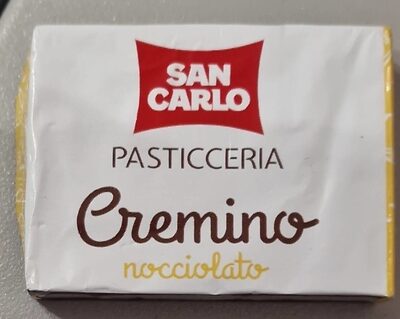 SAN
CARLO
PASTICCERIA
Cremino
nocciolato